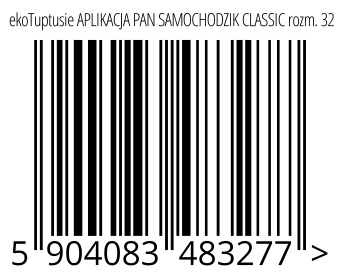 ekoTuptusie APLIKACJA PAN SAMOCHODZIK CLASSIC rozm. 32
5 904083 483277 >